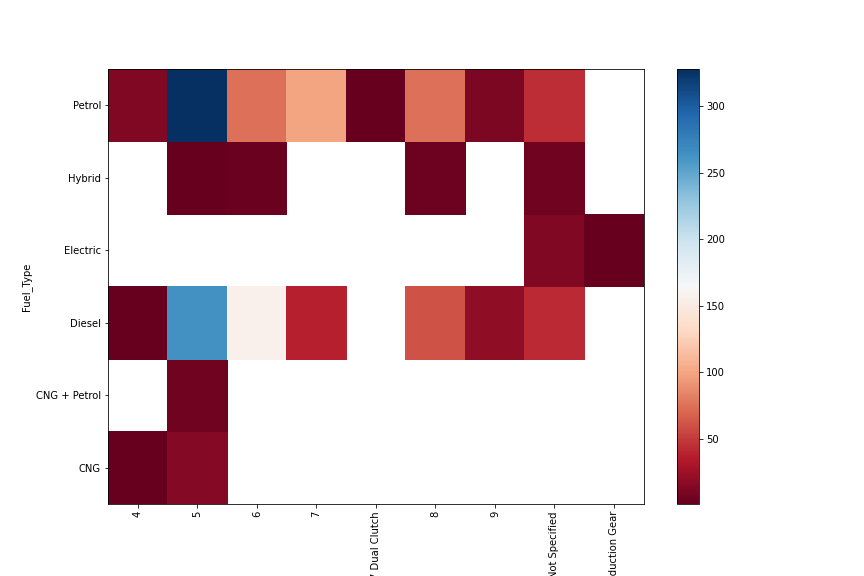 Petrol
Hybrid
Electric
Diesel
CNG + Petrol
CNG
Fuel_Type
4
5
6
7
7 Dual Clutch
8
9
Not Specified
duction Gear
300
250
200
150
100
50